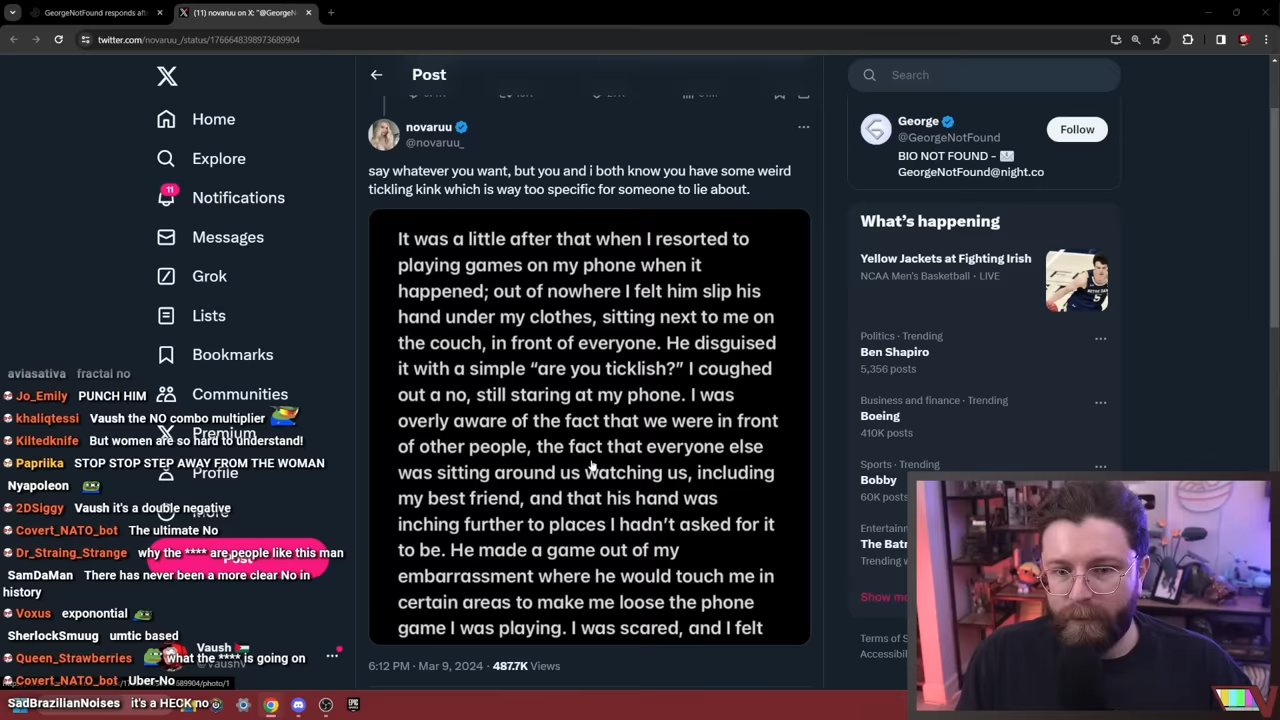 GeorgeNotFound responds aft
(11) novaruu on X: "@GeorgeN
twitter.com/novaruu_/status/1766648398973689904
Home
Explore
11
Notifications
Messages
Grok
Lists
Bookmarks
Communities
Premium
Profile
Post
Vaush
@vaushv
Post
novaruu
@novaruu_
say whatever you want, but you and i both know you have some weird
tickling kink which is way too specific for someone to lie about.
It was a little after that when I resorted to
playing games on my phone when it
happened; out of nowhere I felt him slip his
hand under my clothes, sitting next to me on
the couch, in front of everyone. He disguised
it with a simple “are you ticklish?” I coughed
out a no, still staring at my phone. I was
overly aware of the fact that we were in front
of other people, the fact that everyone else
was sitting around us watching us, including
my best friend, and that his hand was
inching further to places I hadn’t asked for it
to be. He made a game out of my
embarrassment where he would touch me in
certain areas to make me loose the phone
game I was playing. I was scared, and I felt
6:12 PM · Mar 9, 2024 · 487.7K Views
Search
George
@GeorgeNotFound
Follow
BIO NOT FOUND -
GeorgeNotFound@night.co
What’s happening
Yellow Jackets at Fighting Irish
NCAA Men's Basketball · LIVE
Politics · Trending
Ben Shapiro
5,356 posts
Business and finance · Trending
Boeing
410K posts
Sports · Trending
Bobby
60K posts
Entertain
The Batr
Trending
Show mo
Terms of S
Accessibil
aviasativa fractal no
Jo_Emily PUNCH HIM
khaliqtessi Vaush the NO combo multiplier
Kiltedknife But women are so hard to understand!
Papriika STOP STOP STEP AWAY FROM THE WOMAN
Nyapoleon
2DSiggy Vaush it's a double negative
Covert_NATO_bot The ultimate No
Dr_Straing_Strange why the **** are people like this man
SamDaMan There has never been a more clear No in
history
Voxus exponontial
SherlockSmuug umtic based
Queen_Strawberries what the **** is going on
Covert_NATO_bot Uber-No
SadBrazilianNoises it's a HECK no